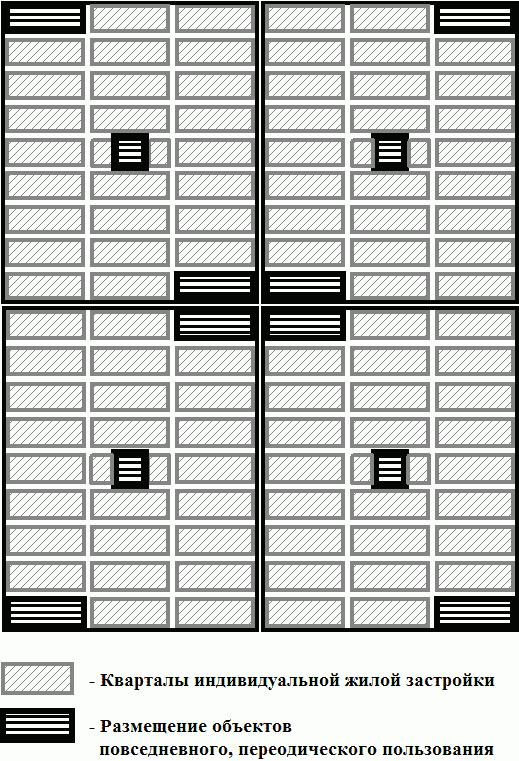 - Кварталы индивидуальной жилой застройки
- Размещение объектов
повседневного, переодического пользования